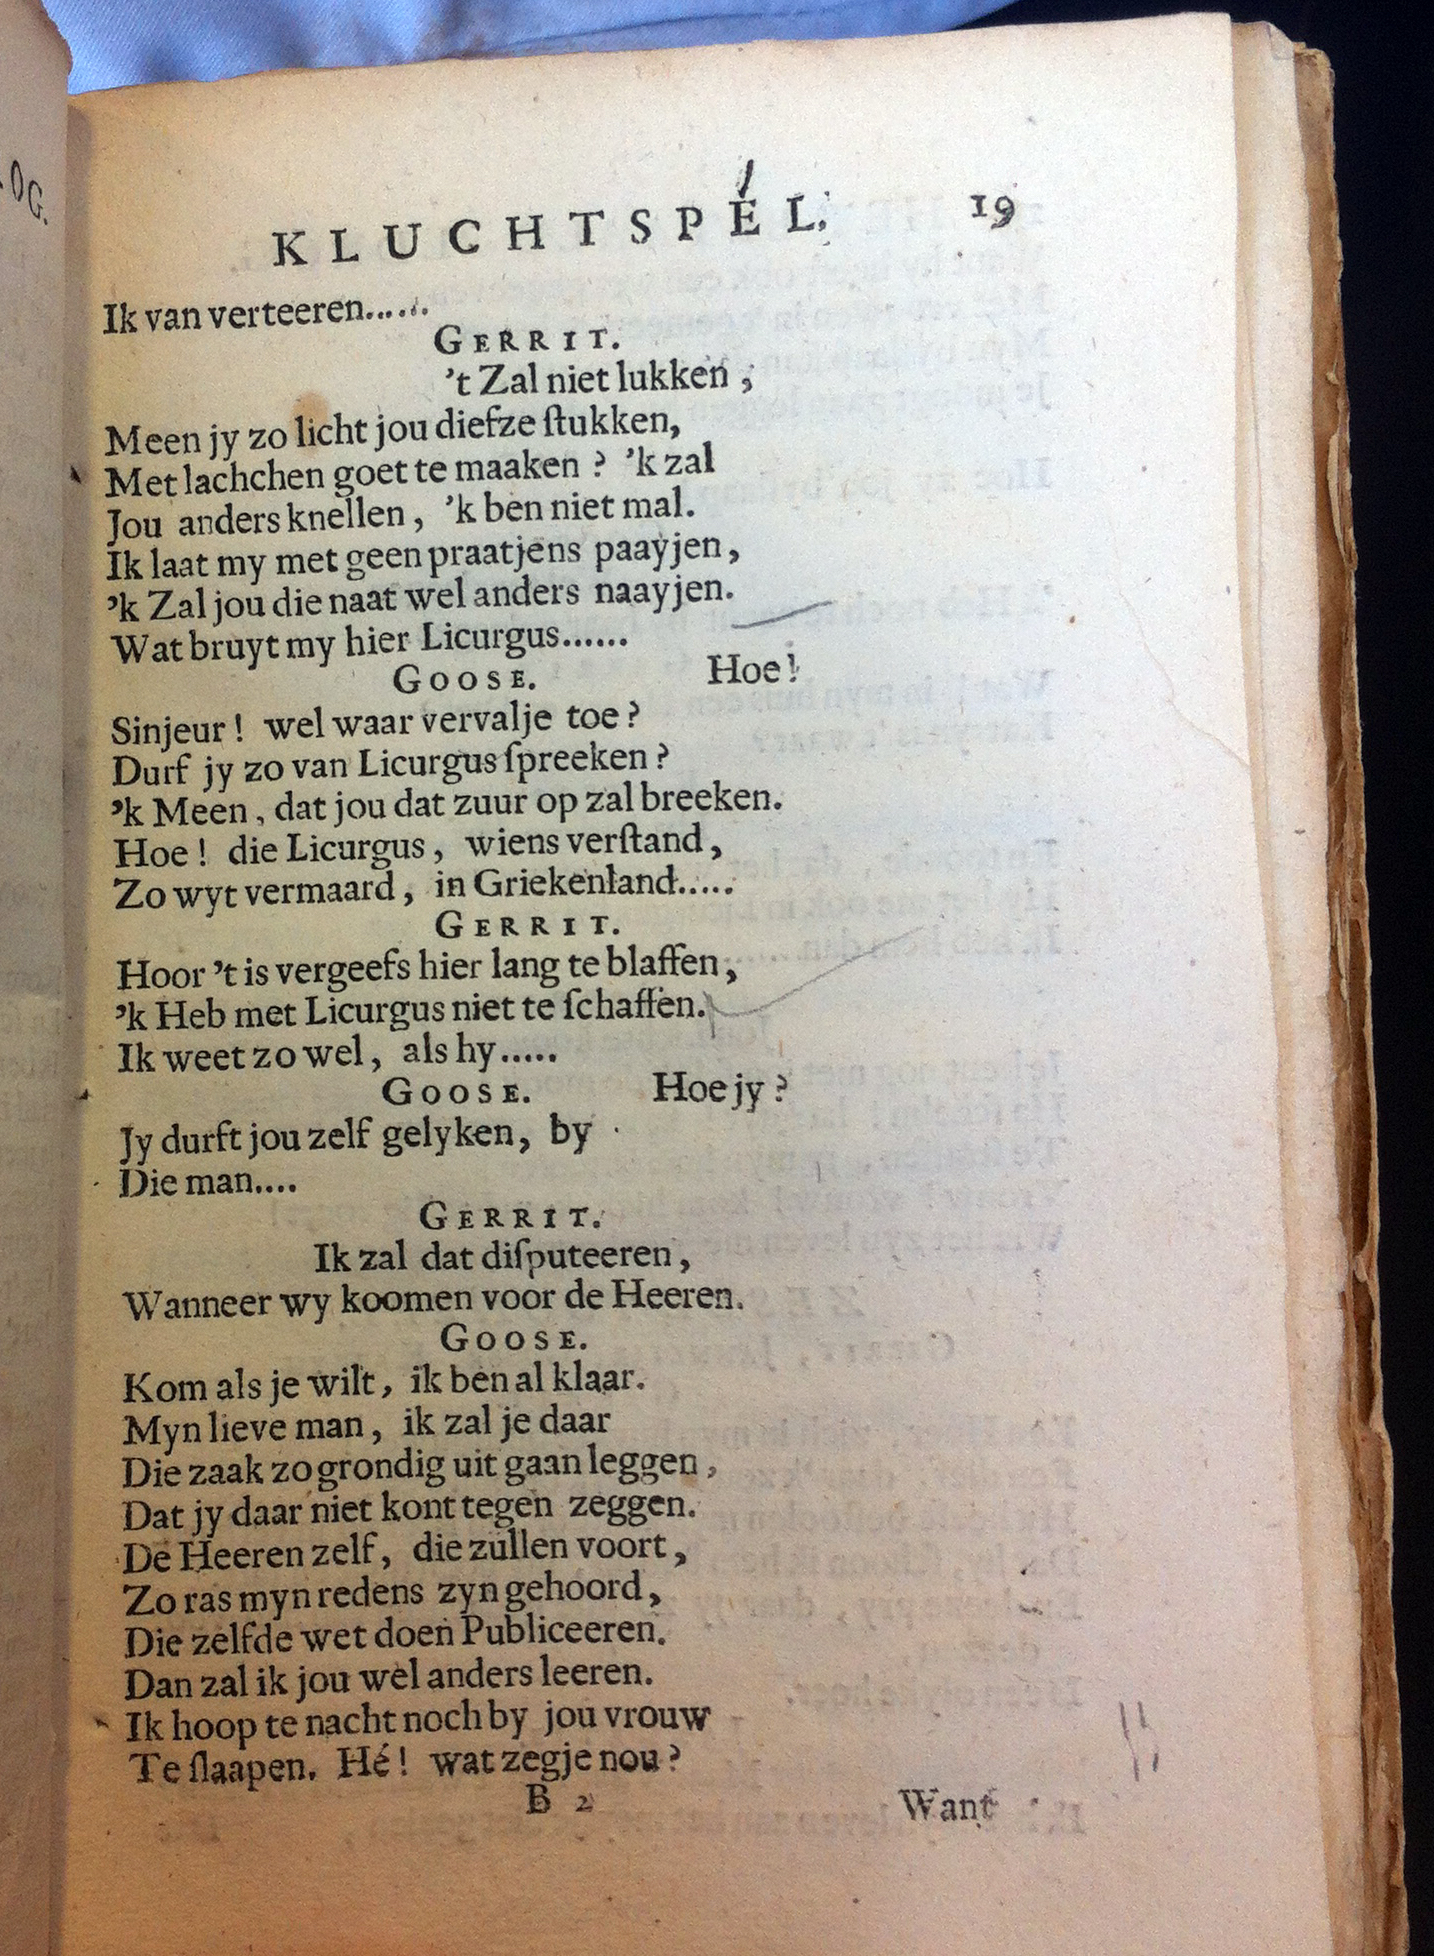 OG.
KLUCHTSPÉL. 19
Ik van verteeren......
GERRIT.
't Zal niet lukken,
Meen jy zo licht jou diefze ſtukken,
Met lachchen goet te maaken? 'k zal
Jou anders knellen, 'k ben niet mal.
Ik laat my met geen praatjens paayjen,
'k Zal jou die naat wel anders naayjen.
Wat bruyt my hier Licurgus......
GOOSE. Hoe!
Sinjeur! wel waar vervalje toe?
Durf jy zo van Licurgus ſpreeken?
'k Meen, dat jou dat zuur op zal breeken.
Hoe! die Licurgus, wiens verſtand,
Zo wyt vermaard, in Griekenland.....
GERRIT.
Hoor 't is vergeefs hier lang te blaffen,
'k Heb met Licurgus niet te ſchaffen.
Ik weet zo wel, als hy.....
GOOSE. Hoe jy?
Jy durft jou zelf gelyken, by
Die man....
GERRIT.
Ik zal dat diſputeeren,
Wanneer wy koomen voor de Heeren.
GOOSE.
Kom als je wilt, ik ben al klaar.
Myn lieve man, ik zal je daar
Die zaak zo grondig uit gaan leggen,
Dat jy daar niet kont tegen zeggen.
De Heeren zelf, die zullen voort,
Zo ras myn redens zyn gehoord,
Die zelfde wet doen Publiceeren.
Dan zal ik jou wel anders leeren.
Ik hoop te nacht noch by jou vrouw
Te ſlaapen. Hé! wat zegje nou?
B 2 Want